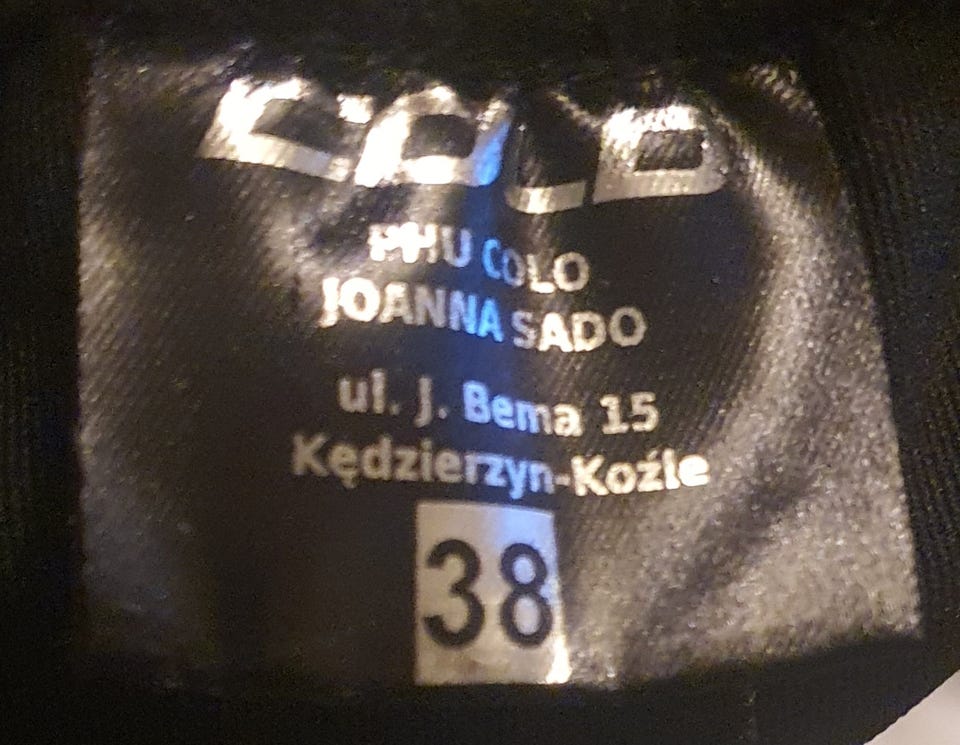 COLO
PHU COLO
JOANNA SADO
ul. J. Bema 15
Kędzierzyn-Koźle
38